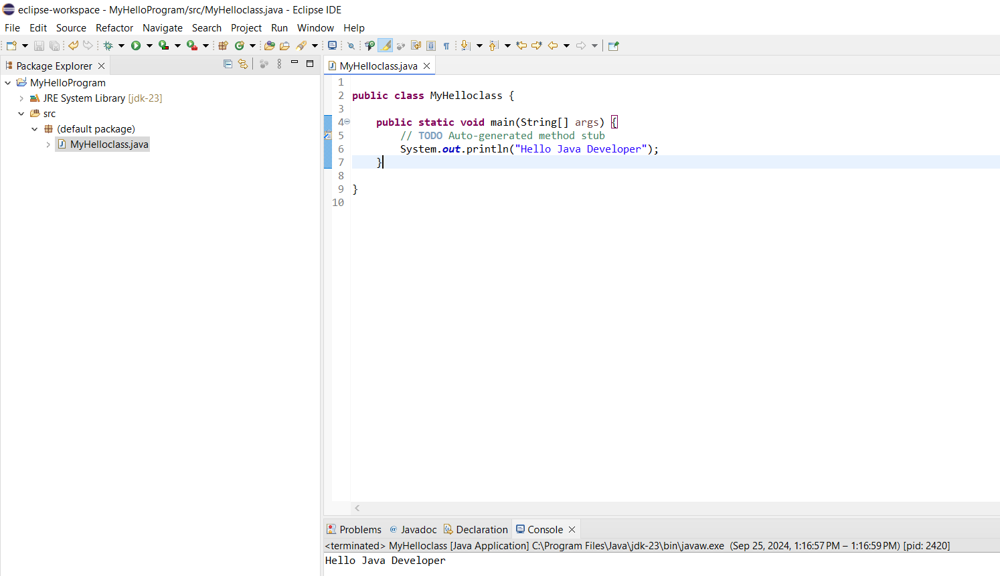 eclipse-workspace - MyHelloProgram/src/MyHelloclass.java - Eclipse IDE
File Edit Source Refactor Navigate Search Project Run Window Help
Package Explorer
MyHelloProgram
JRE System Library [jdk-23]
src
(default package)
MyHelloclass.java
MyHelloclass.java
1
2 public class MyHelloclass {
3
4 public static void main(String[] args) {
5 // TODO Auto-generated method stub
6 System.out.println("Hello Java Developer");
7 }
8
9 }
10
Problems @ Javadoc Declaration Console
<terminated> MyHelloclass [Java Application] C:\Program Files\Java\jdk-23\bin\javaw.exe (Sep 25, 2024, 1:16:57 PM – 1:16:59 PM) [pid: 2420]
Hello Java Developer